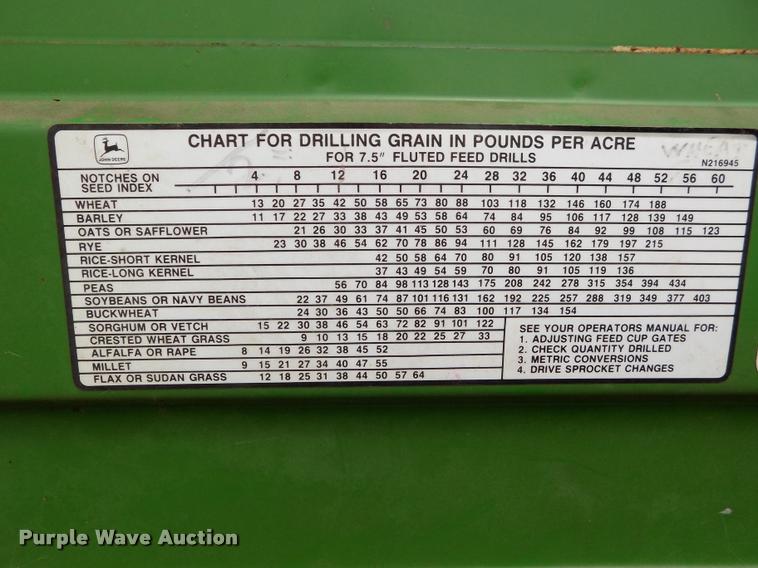 CHART FOR DRILLING GRAIN IN POUNDS PER ACRE
JOHN DEERE
FOR 7.5" FLUTED FEED DRILLS
WHEAT
N216945
NOTCHES ON SEED INDEX 4 8 12 16 20 24 28 32 36 40 44 48 52 56 60
WHEAT 13 20 27 35 42 50 58 65 73 80 88 103 118 132 146 160 174 188
BARLEY 11 17 22 27 33 38 43 49 53 58 64 74 84 95 106 117 128 139 149
OATS OR SAFFLOWER 21 26 30 33 37 41 45 50 53 60 69 76 84 92 99 108 115 123
RYE 23 30 38 46 54 62 70 78 86 94 111 128 145 162 179 197 215
RICE-SHORT KERNEL 42 50 58 64 70 80 91 105 120 138 157
RICE-LONG KERNEL 37 43 49 54 59 70 80 91 105 119 136
PEAS 56 70 84 98 113 128 143 175 208 242 278 315 354 394 434
SOYBEANS OR NAVY BEANS 22 37 49 61 74 87 101 116 131 162 192 225 257 288 319 349 377 403
BUCKWHEAT 24 30 36 43 50 50 66 74 83 100 117 134 154
SORGHUM OR VETCH 15 22 30 38 46 54 63 72 82 91 101 122
CRESTED WHEAT GRASS 9 10 13 15 18 20 22 25 27 33
ALFALFA OR RAPE 8 14 19 26 32 38 45 52
MILLET 9 15 21 27 34 40 47 55
FLAX OR SUDAN GRASS 12 18 25 31 38 44 50 57 64
SEE YOUR OPERATORS MANUAL FOR:
1. ADJUSTING FEED CUP GATES
2. CHECK QUANTITY DRILLED
3. METRIC CONVERSIONS
4. DRIVE SPROCKET CHANGES
Purple Wave Auction